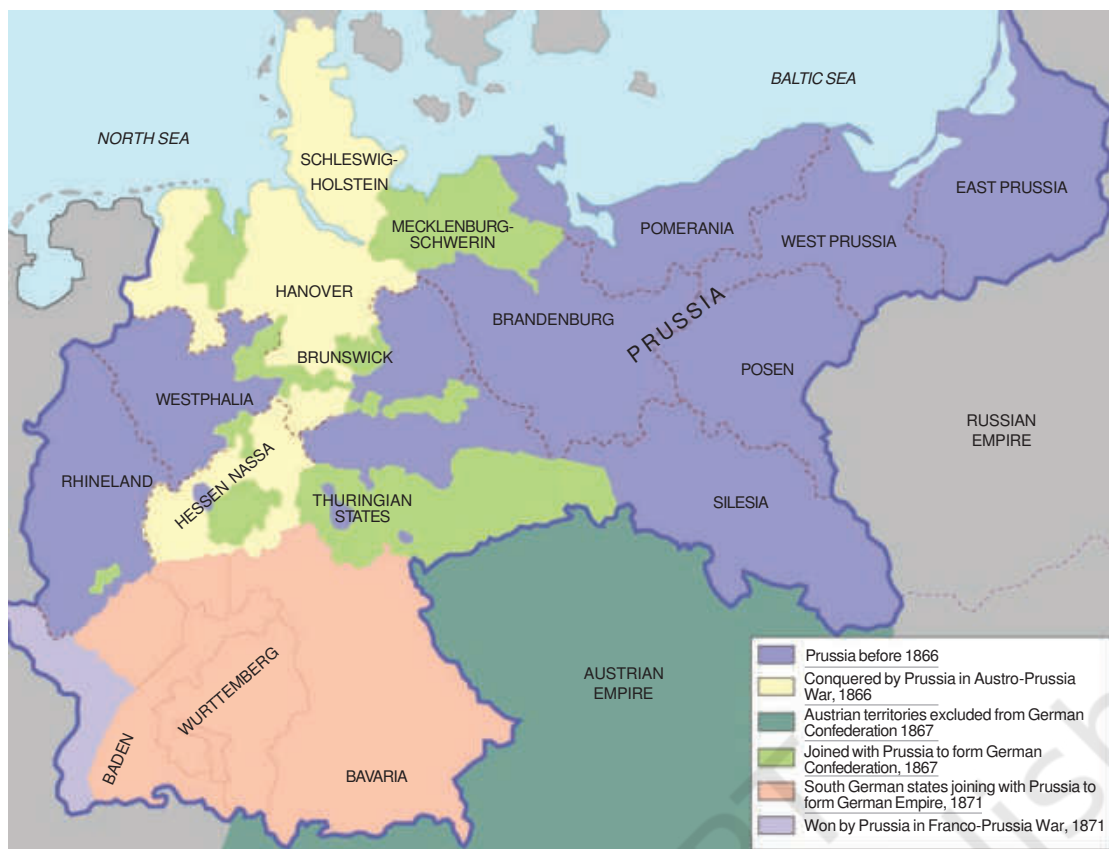 BALTIC SEA
NORTH SEA
SCHLESWIG-
HOLSTEIN
EAST PRUSSIA
MECKLENBURG-
SCHWERIN
POMERANIA
WEST PRUSSIA
HANOVER
BRANDENBURG
PRUSSIA
BRUNSWICK
POSEN
WESTPHALIA
RUSSIAN
EMPIRE
RHINELAND
HESSEN NASSA
THURINGIAN
STATES
SILESIA
AUSTRIAN
EMPIRE
WURTTEMBERG
BADEN
BAVARIA
Prussia before 1866
Conquered by Prussia in Austro-Prussia
War, 1866
Austrian territories excluded from German
Confederation 1867
Joined with Prussia to form German
Confederation, 1867
South German states joining with Prussia to
form German Empire, 1871
Won by Prussia in Franco-Prussia War, 1871